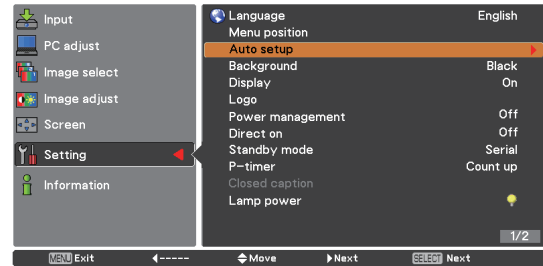 Input
PC adjust
Image select
Image adjust
Screen
Setting
Information
Language English
Menu position
Auto setup
Background Black
Display On
Logo
Power management Off
Direct on Off
Standby mode Serial
P-timer Count up
Closed caption
Lamp power
1/2
MENU Exit ----- Move Next SELECT Next